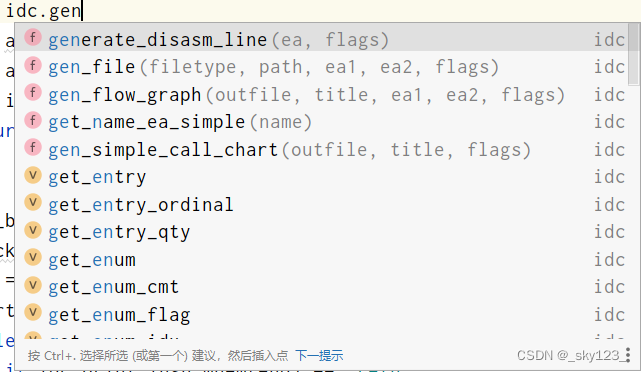 idc.gen
f generate_disasm_line(ea, flags) idc
f gen_file(filetype, path, ea1, ea2, flags) idc
f gen_flow_graph(outfile, title, ea1, ea2, flags) idc
f get_name_ea_simple(name) idc
f gen_simple_call_chart(outfile, title, flags) idc
v get_entry idc
v get_entry_ordinal idc
v get_entry_qty idc
v get_enum idc
v get_enum_cmt idc
v get_enum_flag idc
按 Ctrl+. 选择所选 (或第一个) 建议，然后插入点 下一提示
CSDN @_sky123_